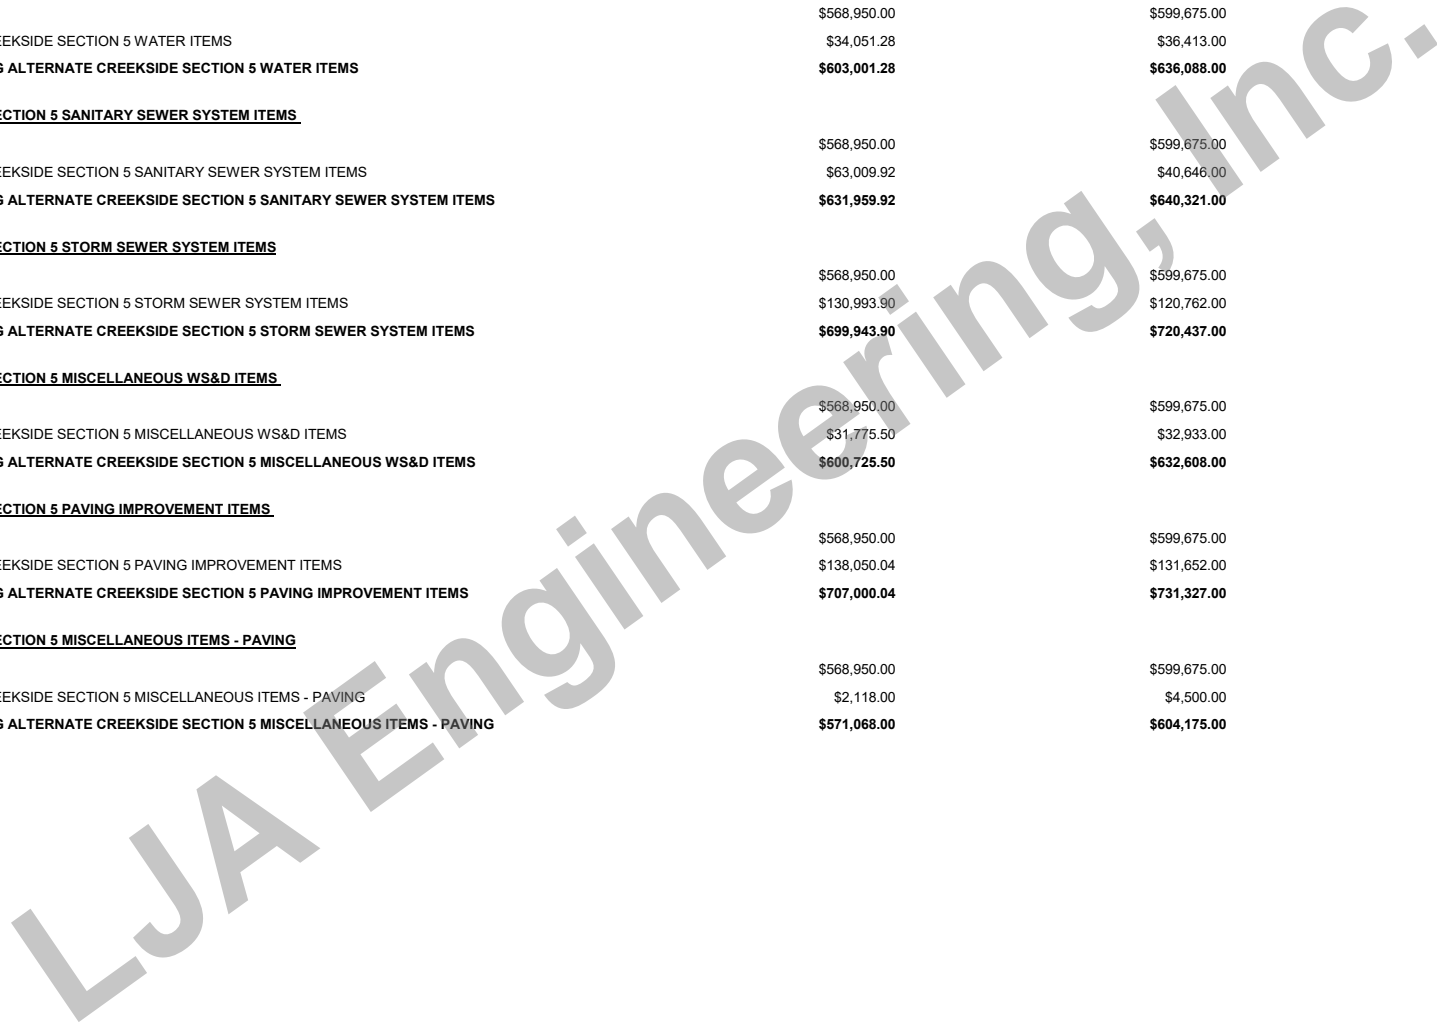 $568,950.00 $599,675.00
EEKSIDE SECTION 5 WATER ITEMS $34,051.28 $36,413.00
G ALTERNATE CREEKSIDE SECTION 5 WATER ITEMS $603,001.28 $636,088.00
ECTION 5 SANITARY SEWER SYSTEM ITEMS
$568,950.00 $599,675.00
EEKSIDE SECTION 5 SANITARY SEWER SYSTEM ITEMS $63,009.92 $40,646.00
G ALTERNATE CREEKSIDE SECTION 5 SANITARY SEWER SYSTEM ITEMS $631,959.92 $640,321.00
ECTION 5 STORM SEWER SYSTEM ITEMS
$568,950.00 $599,675.00
EEKSIDE SECTION 5 STORM SEWER SYSTEM ITEMS $130,993.90 $120,762.00
G ALTERNATE CREEKSIDE SECTION 5 STORM SEWER SYSTEM ITEMS $699,943.90 $720,437.00
ECTION 5 MISCELLANEOUS WS&D ITEMS
$568,950.00 $599,675.00
EEKSIDE SECTION 5 MISCELLANEOUS WS&D ITEMS $31,775.50 $32,933.00
G ALTERNATE CREEKSIDE SECTION 5 MISCELLANEOUS WS&D ITEMS $600,725.50 $632,608.00
ECTION 5 PAVING IMPROVEMENT ITEMS
$568,950.00 $599,675.00
EEKSIDE SECTION 5 PAVING IMPROVEMENT ITEMS $138,050.04 $131,652.00
G ALTERNATE CREEKSIDE SECTION 5 PAVING IMPROVEMENT ITEMS $707,000.04 $731,327.00
ECTION 5 MISCELLANEOUS ITEMS - PAVING
$568,950.00 $599,675.00
EEKSIDE SECTION 5 MISCELLANEOUS ITEMS - PAVING $2,118.00 $4,500.00
G ALTERNATE CREEKSIDE SECTION 5 MISCELLANEOUS ITEMS - PAVING $571,068.00 $604,175.00
LJA Engineering, Inc.